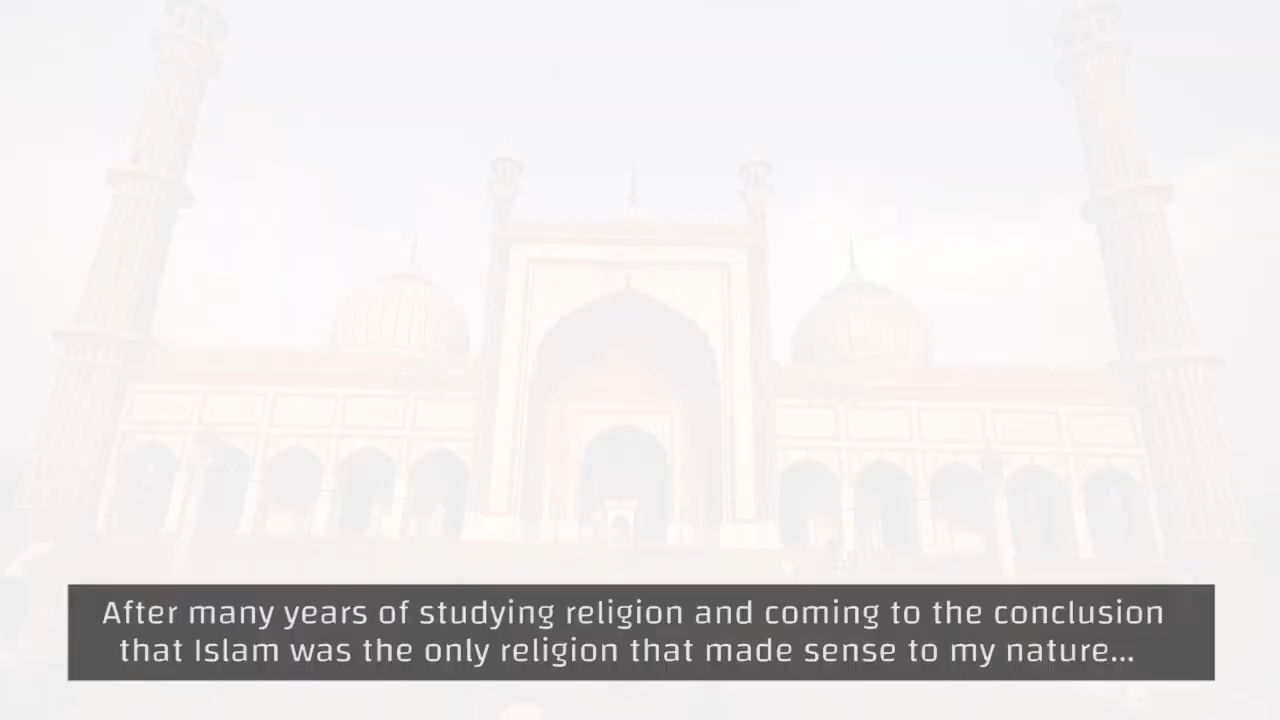 After many years of studying religion and coming to the conclusion
that Islam was the only religion that made sense to my nature...